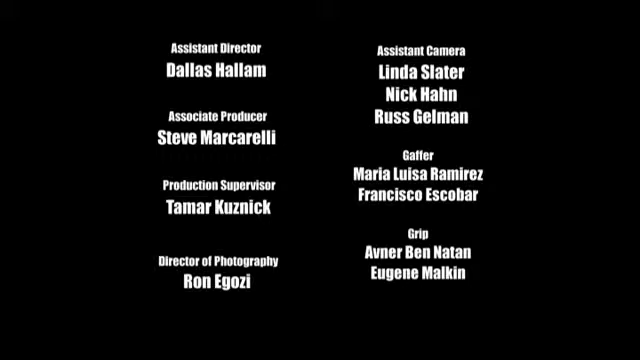 Assistant Director
Dallas Hallam
Associate Producer
Steve Marcarelli
Production Supervisor
Tamar Kuznick
Director of Photography
Ron Egozi
Assistant Camera
Linda Slater
Nick Hahn
Russ Gelman
Gaffer
Maria Luisa Ramirez
Francisco Escobar
Grip
Avner Ben Natan
Eugene Malkin